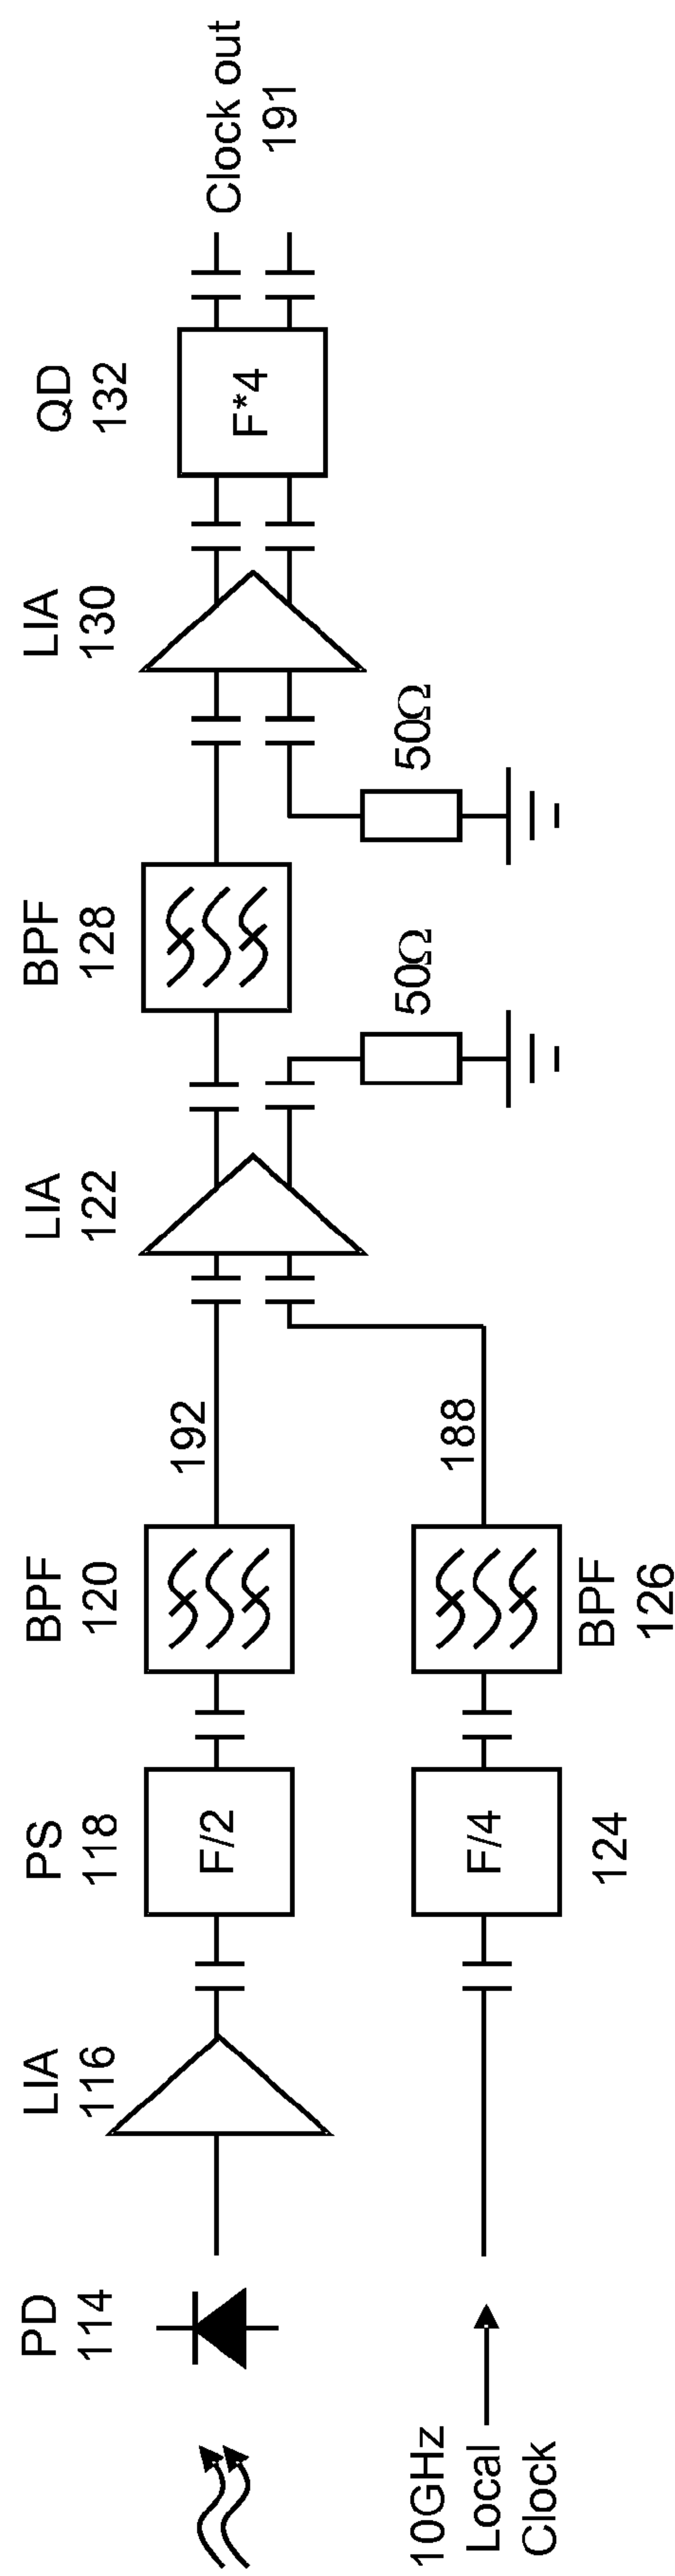 PD
114
LIA
116
PS
118
F/2
BPF
120
192
LIA
122
BPF
128
LIA
130
QD
132
F*4
Clock out
191
10GHz
Local
Clock
F/4
124
BPF
126
188
50Ω
50Ω